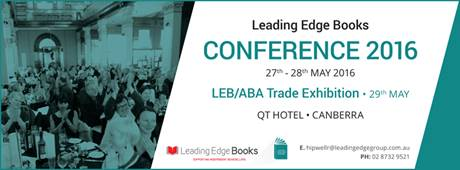 Leading Edge Books
CONFERENCE 2016
27th - 28th MAY 2016
LEB/ABA Trade Exhibition • 29th MAY
QT HOTEL • CANBERRA
Leading Edge Books
E. hipwellr@leadingedgegroup.com.au
PH: 02 8732 9521